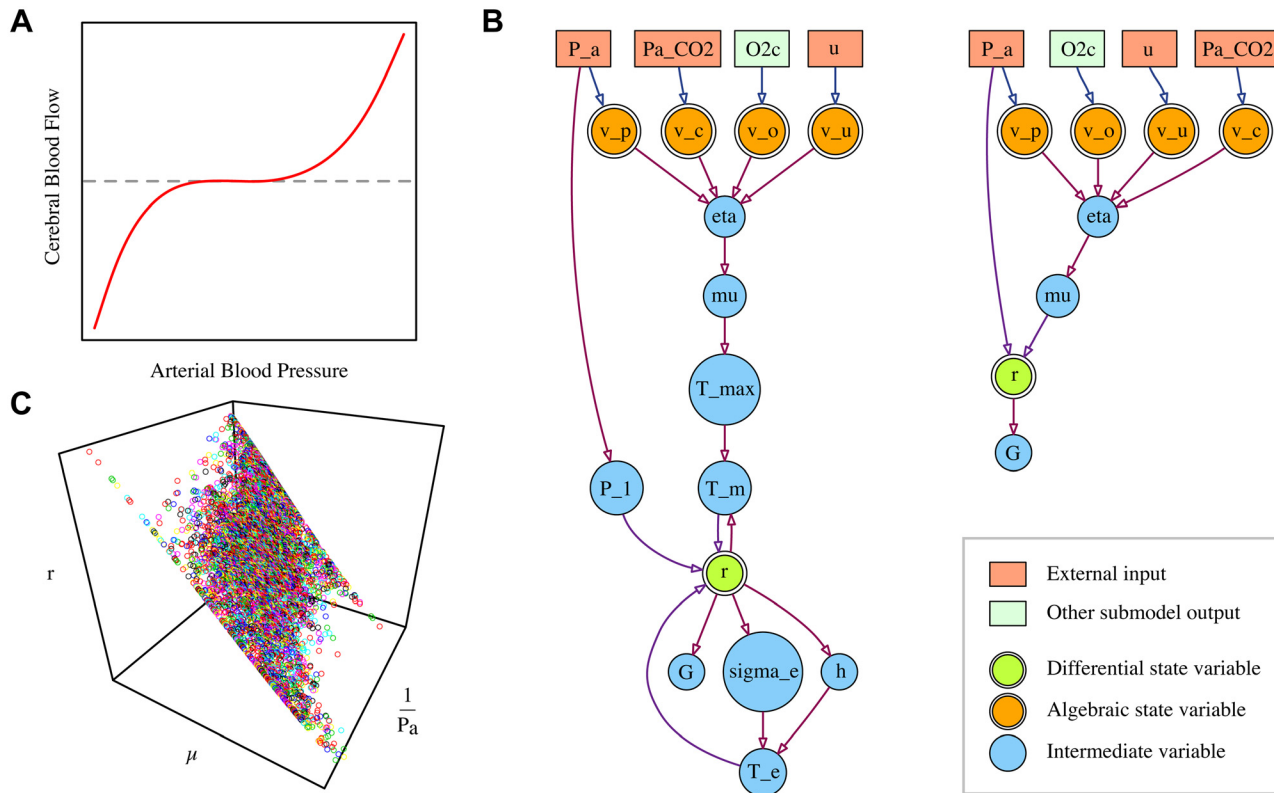 A
Cerebral Blood Flow
Arterial Blood Pressure
B
P_a
Pa_CO2
O2c
u
v_p
v_c
v_o
v_u
eta
mu
T_max
P_1
T_m
r
G
sigma_e
h
T_e
P_a
O2c
u
Pa_CO2
v_p
v_o
v_u
v_c
eta
mu
r
G
External input
Other submodel output
Differential state variable
Algebraic state variable
Intermediate variable
C
r
μ
1
Pa